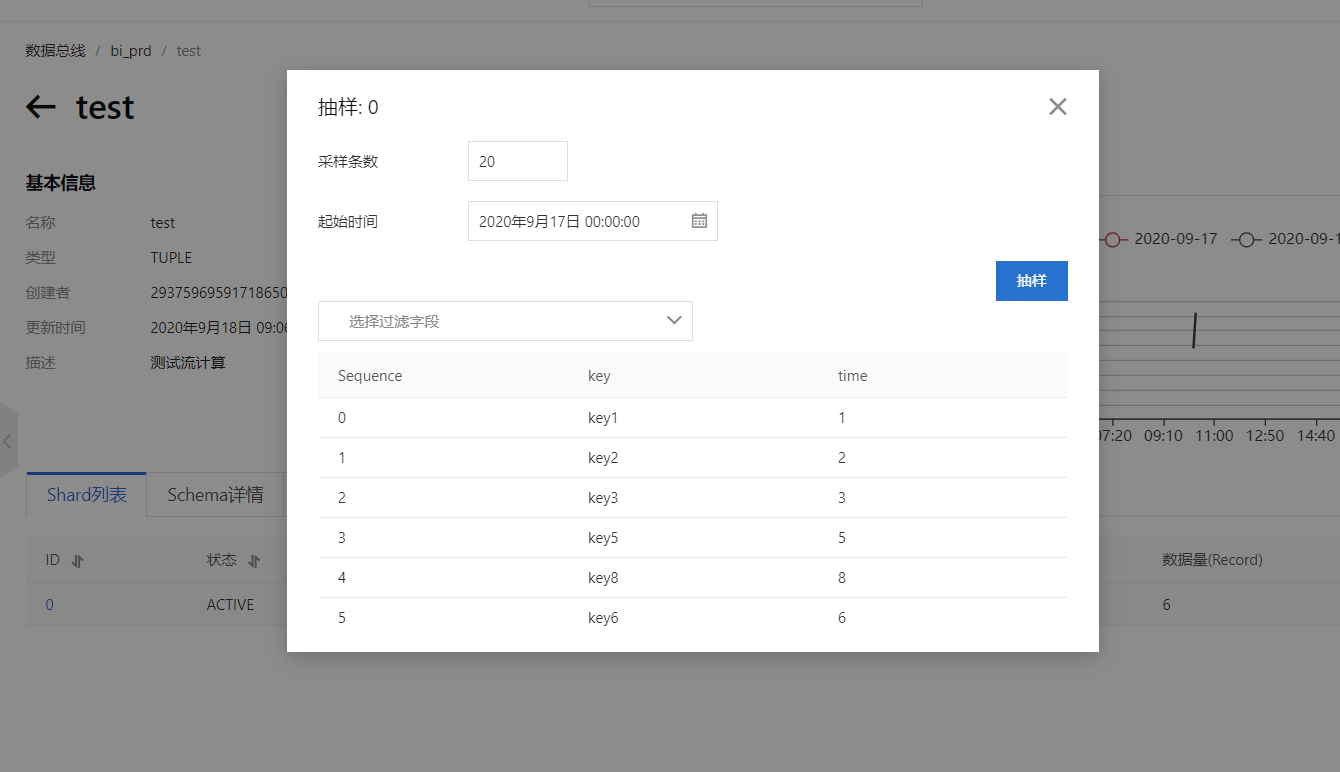 数据总线 / bi_prd / test
test
基本信息
名称 test
类型 TUPLE
创建者 29375969591718650
更新时间 2020年9月18日 09:06
描述 测试流计算
Shard列表 Schema详情
ID 状态 数据量(Record)
0 ACTIVE 6
2020-09-17 2020-09-1
07:20 09:10 11:00 12:50 14:40
抽样: 0
采样条数 20
起始时间 2020年9月17日 00:00:00
抽样
选择过滤字段
Sequence key time
0 key1 1
1 key2 2
2 key3 3
3 key5 5
4 key8 8
5 key6 6